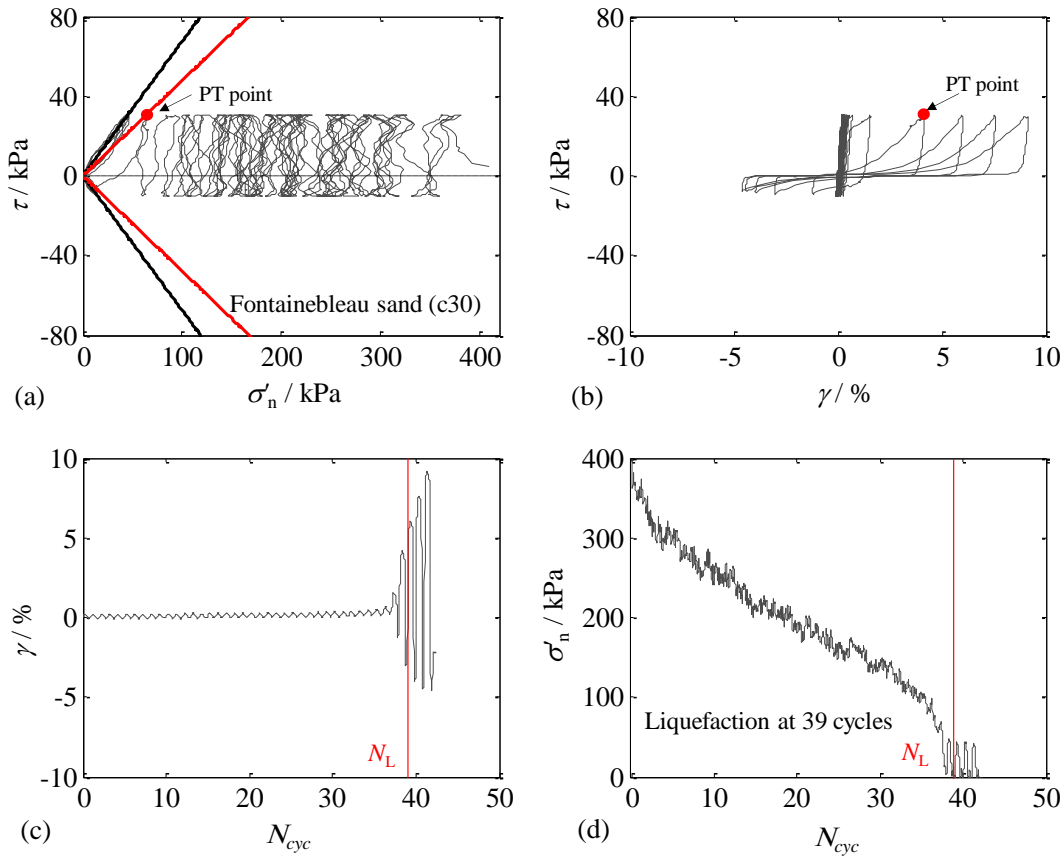 80
40
0
-40
-80
τ / kPa
PT point
Fontainebleau sand (c30)
0 100 200 300 400
(a)
σ'n / kPa
80
40
0
-40
-80
τ / kPa
PT point
-10 -5 0 5 10
(b)
γ / %
10
5
0
-5
-10
γ / %
NL
0 10 20 30 40 50
(c)
Ncyc
400
300
200
100
0
σ'n / kPa
Liquefaction at 39 cycles
NL
0 10 20 30 40 50
(d)
Ncyc